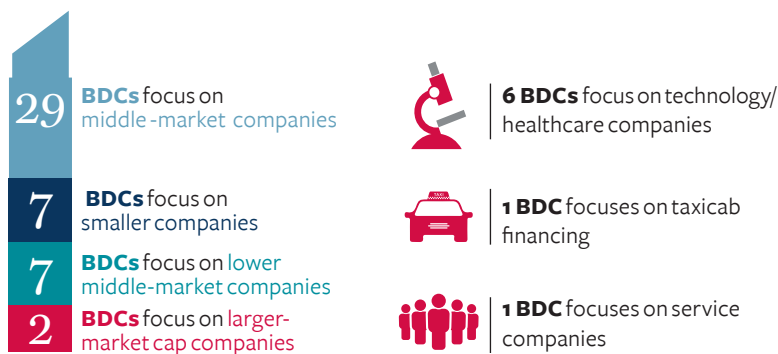 29
BDCs focus on
middle-market companies
7
BDCs focus on
smaller companies
7
BDCs focus on lower
middle-market companies
2
BDCs focus on larger-
market cap companies
6 BDCs focus on technology/
healthcare companies
TAXI
1 BDC focuses on taxicab
financing
1 BDC focuses on service
companies